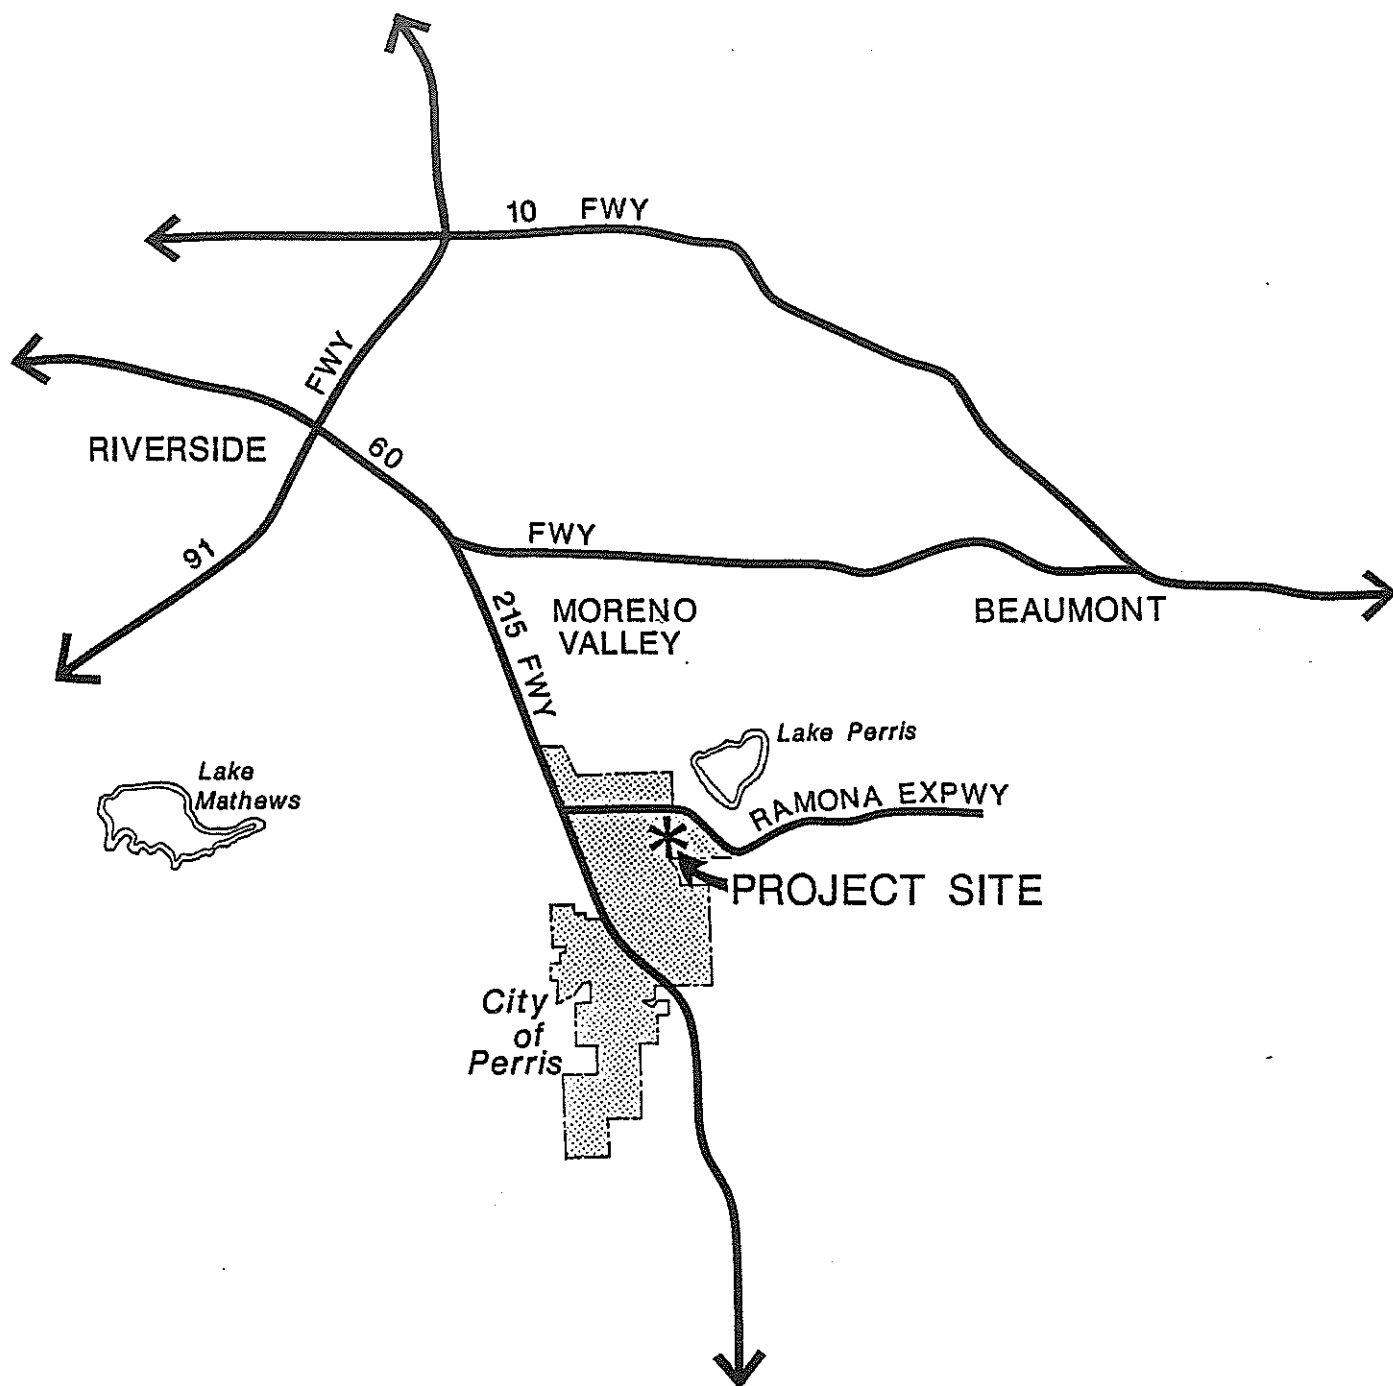 10 FWY
FWY
RIVERSIDE
60
91
FWY
215 FWY
MORENO
VALLEY
BEAUMONT
Lake Perris
Lake
Mathews
RAMONA EXPWY
PROJECT SITE
City
of
Perris